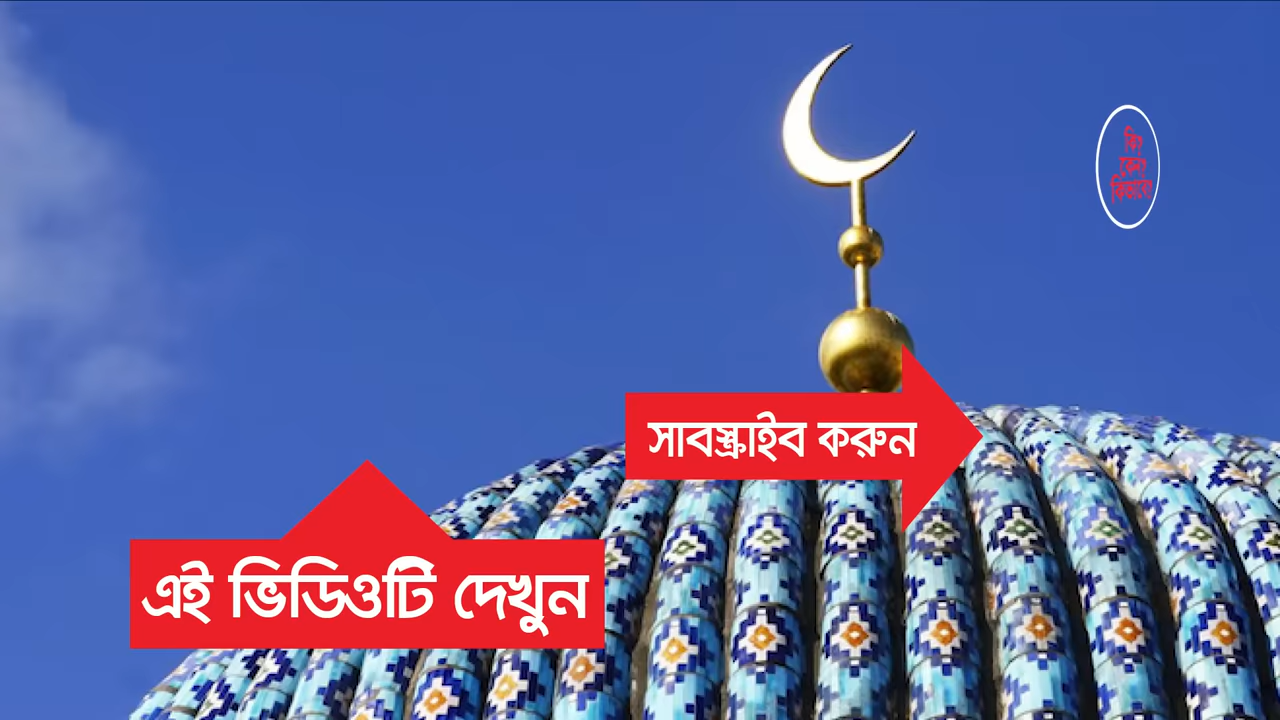 কি?
কেন?
কিভাবে?
সাবস্ক্রাইব করুন
এই ভিডিওটি দেখুন